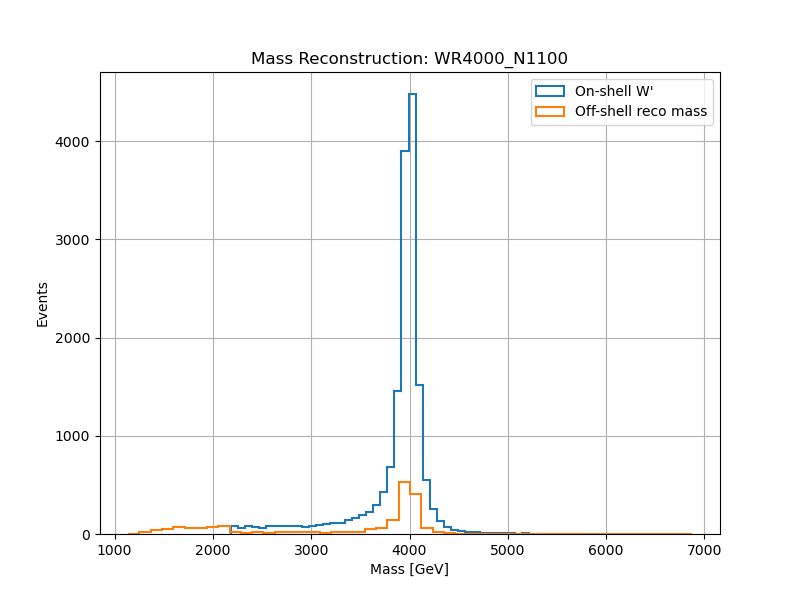 Mass Reconstruction: WR4000_N1100
On-shell W'
Off-shell reco mass
4000
3000
2000
1000
0
Events
1000 2000 3000 4000 5000 6000 7000
Mass [GeV]